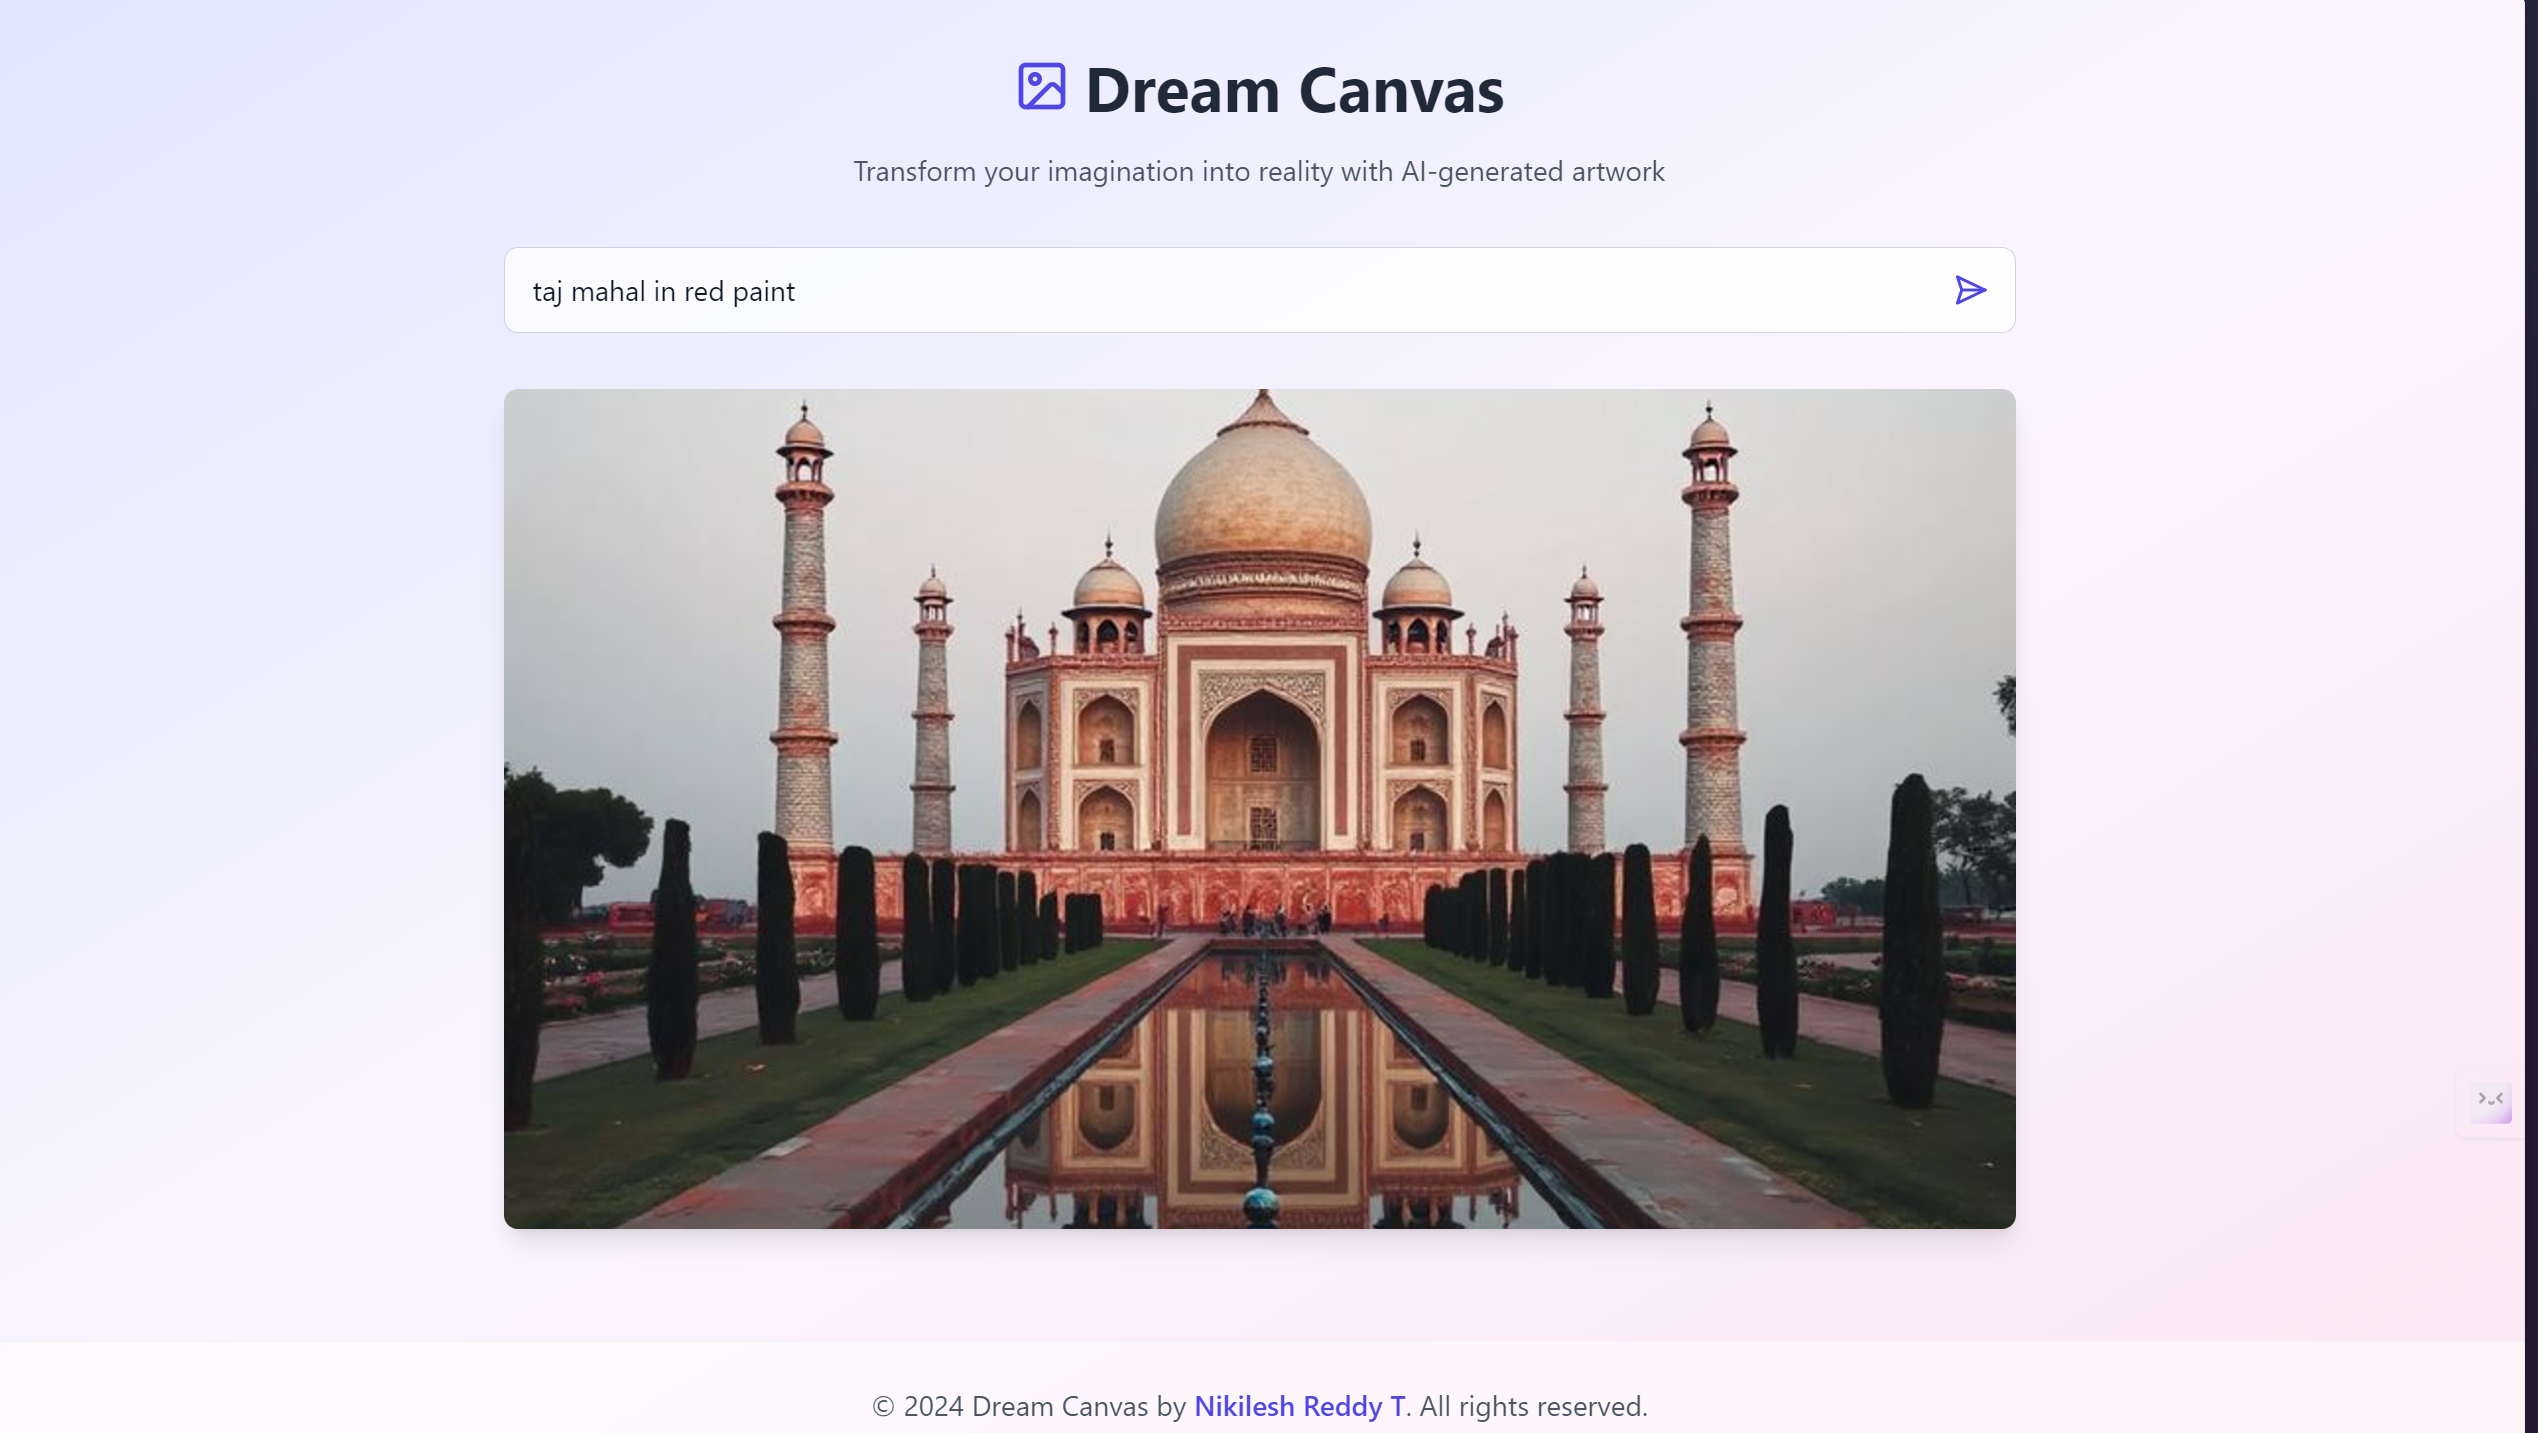 Dream Canvas
Transform your imagination into reality with AI-generated artwork
taj mahal in red paint
© 2024 Dream Canvas by Nikilesh Reddy T. All rights reserved.